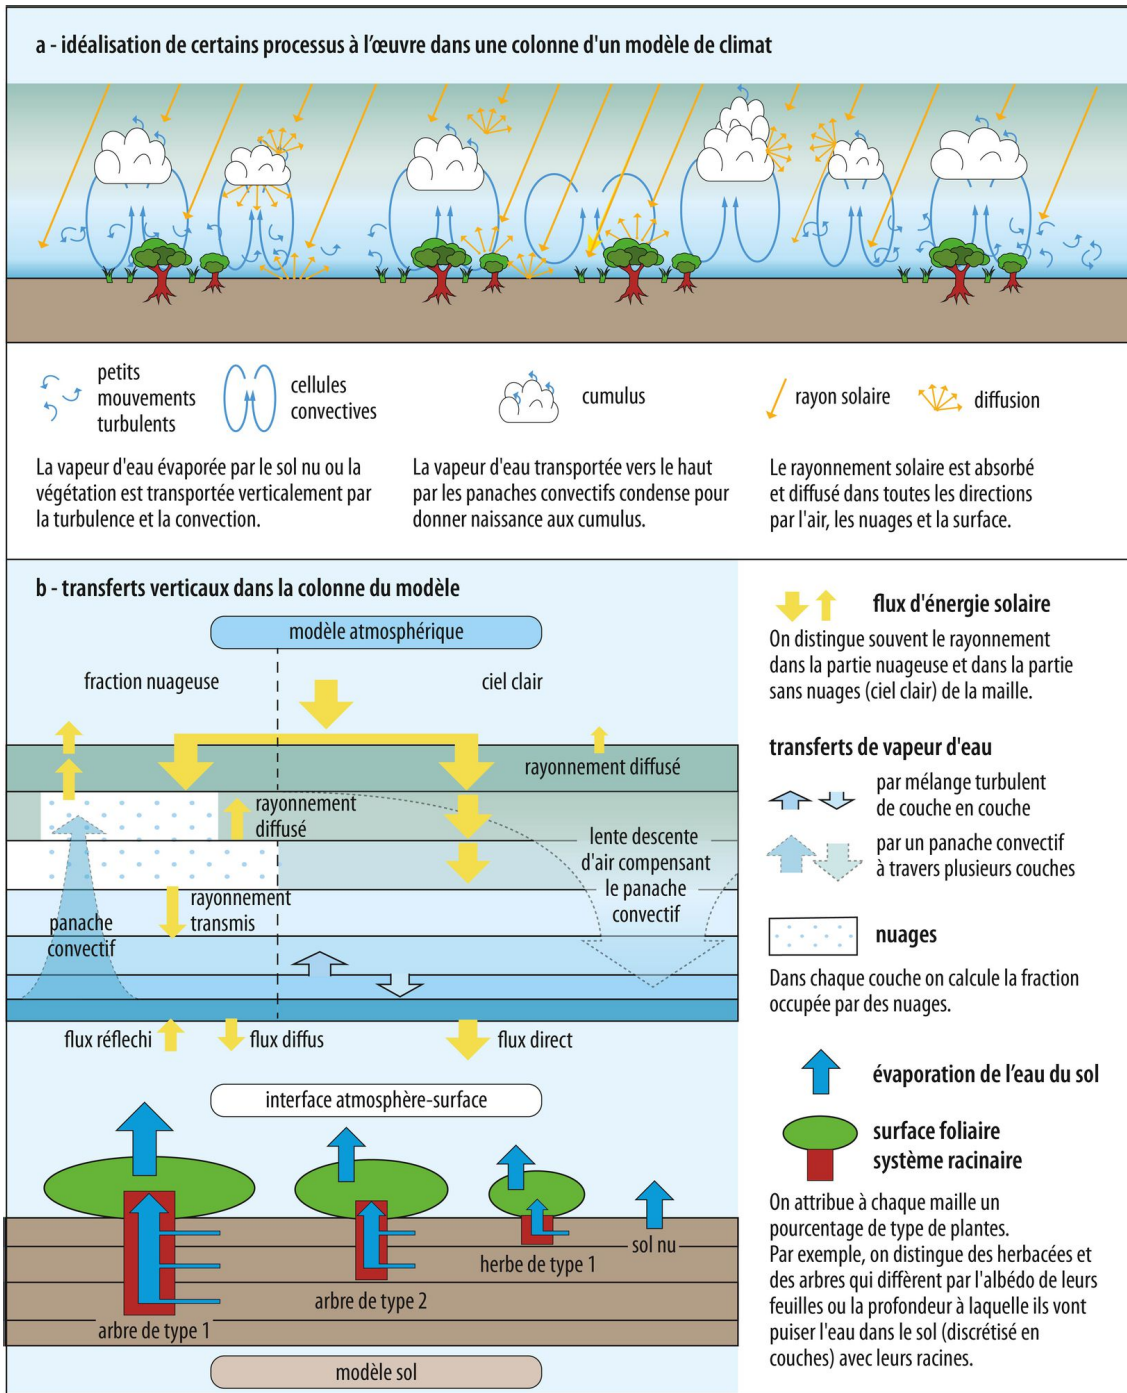 a - idéalisation de certains processus à l'œuvre dans une colonne d'un modèle de climat
petits
mouvements
turbulents
cellules
convectives
cumulus
rayon solaire
diffusion
La vapeur d'eau évaporée par le sol nu ou la
végétation est transportée verticalement par
la turbulence et la convection.
La vapeur d'eau transportée vers le haut
par les panaches convectifs condense pour
donner naissance aux cumulus.
Le rayonnement solaire est absorbé
et diffusé dans toutes les directions
par l'air, les nuages et la surface.
b - transferts verticaux dans la colonne du modèle
modèle atmosphérique
fraction nuageuse
ciel clair
rayonnement diffusé
rayonnement
diffusé
lente descente
d'air compensant
le panache
convectif
rayonnement
transmis
panache
convectif
flux réflechi
flux diffus
flux direct
interface atmosphère-surface
sol nu
herbe de type 1
arbre de type 2
arbre de type 1
modèle sol
flux d'énergie solaire
On distingue souvent le rayonnement
dans la partie nuageuse et dans la partie
sans nuages (ciel clair) de la maille.
transferts de vapeur d'eau
par mélange turbulent
de couche en couche
par un panache convectif
à travers plusieurs couches
nuages
Dans chaque couche on calcule la fraction
occupée par des nuages.
évaporation de l'eau du sol
surface foliaire
système racinaire
On attribue à chaque maille un
pourcentage de type de plantes.
Par exemple, on distingue des herbacées et
des arbres qui diffèrent par l'albédo de leurs
feuilles ou la profondeur à laquelle ils vont
puiser l'eau dans le sol (discrétisé en
couches) avec leurs racines.